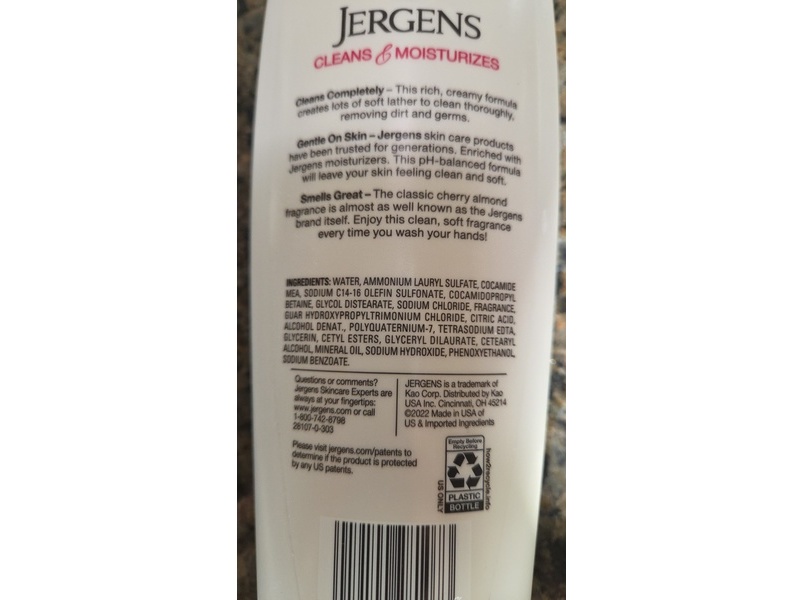 JERGENS
CLEANS & MOISTURIZES
Cleans Completely – This rich, creamy formula
creates lots of soft lather to clean thoroughly,
removing dirt and germs.
Gentle On Skin – Jergens skin care products
have been trusted for generations. Enriched with
Jergens moisturizers. This pH-balanced formula
will leave your skin feeling clean and soft.
Smells Great – The classic cherry almond
fragrance is almost as well known as the Jergens
brand itself. Enjoy this clean, soft fragrance
every time you wash your hands!
INGREDIENTS: WATER, AMMONIUM LAURYL SULFATE, COCAMIDE
MEA, SODIUM C14-16 OLEFIN SULFONATE, COCAMIDOPROPYL
BETAINE, GLYCOL DISTEARATE, SODIUM CHLORIDE, FRAGRANCE,
GUAR HYDROXYPROPYLTRIMONIUM CHLORIDE, CITRIC ACID,
ALCOHOL DENAT., POLYQUATERNIUM-7, TETRASODIUM EDTA,
GLYCERIN, CETYL ESTERS, GLYCERYL DILAURATE, CETEARYL
ALCOHOL, MINERAL OIL, SODIUM HYDROXIDE, PHENOXYETHANOL,
SODIUM BENZOATE.
Questions or comments?
Jergens Skincare Experts are
always at your fingertips:
www.jergens.com or call
1-800-742-8798
28107-0-303
JERGENS is a trademark of
Kao Corp. Distributed by Kao
USA Inc. Cincinnati, OH 45214
©2022 Made in USA of
US & Imported Ingredients
Please visit jergens.com/patents to
determine if the product is protected
by any US patents.
Empty Before
Recycling
PLASTIC
BOTTLE
US ONLY
how2recycle.info